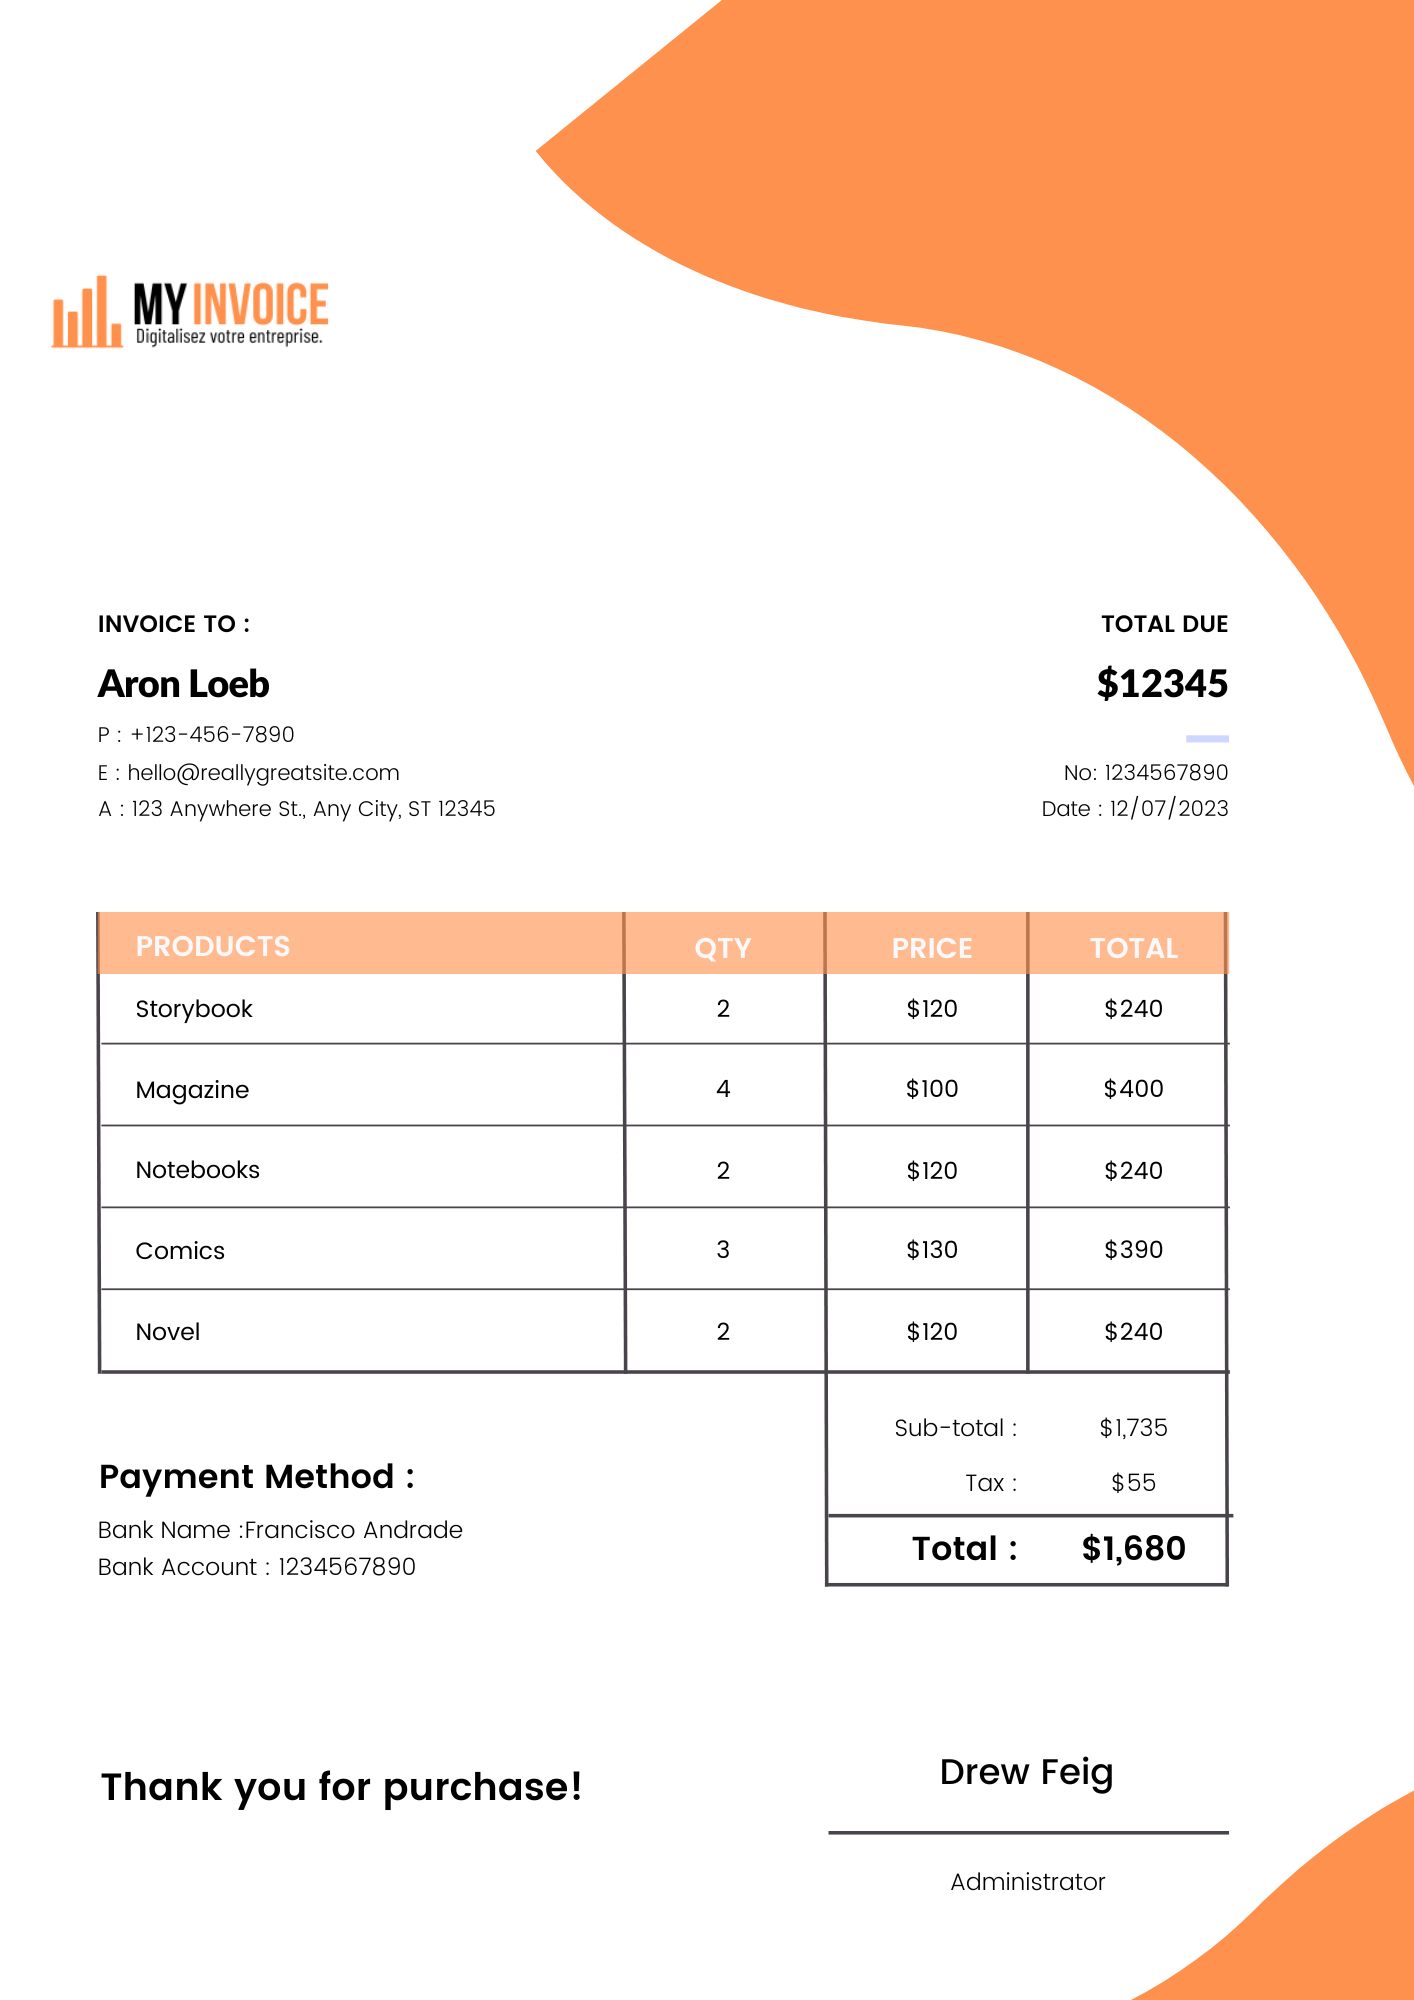 MY INVOICE
Digitalisez votre entreprise.
INVOICE TO :
Aron Loeb
P : +123-456-7890
E : hello@reallygreatsite.com
A : 123 Anywhere St., Any City, ST 12345
TOTAL DUE
$12345
No: 1234567890
Date : 12/07/2023
PRODUCTS QTY PRICE TOTAL
Storybook 2 $120 $240
Magazine 4 $100 $400
Notebooks 2 $120 $240
Comics 3 $130 $390
Novel 2 $120 $240
Sub-total : $1,735
Tax : $55
Total : $1,680
Payment Method :
Bank Name :Francisco Andrade
Bank Account : 1234567890
Thank you for purchase!
Drew Feig
Administrator